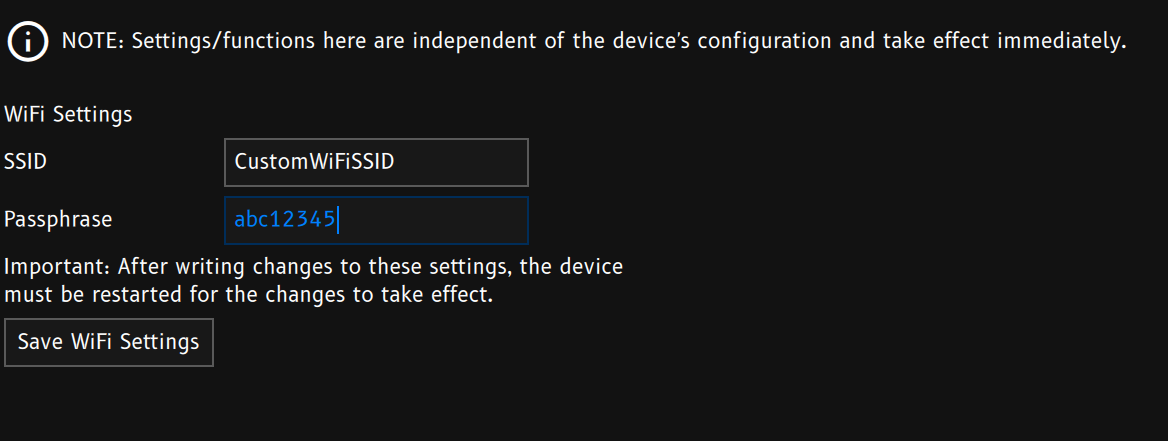 NOTE: Settings/functions here are independent of the device's configuration and take effect immediately.
WiFi Settings
SSID CustomWiFiSSID
Passphrase abc12345
Important: After writing changes to these settings, the device
must be restarted for the changes to take effect.
Save WiFi Settings